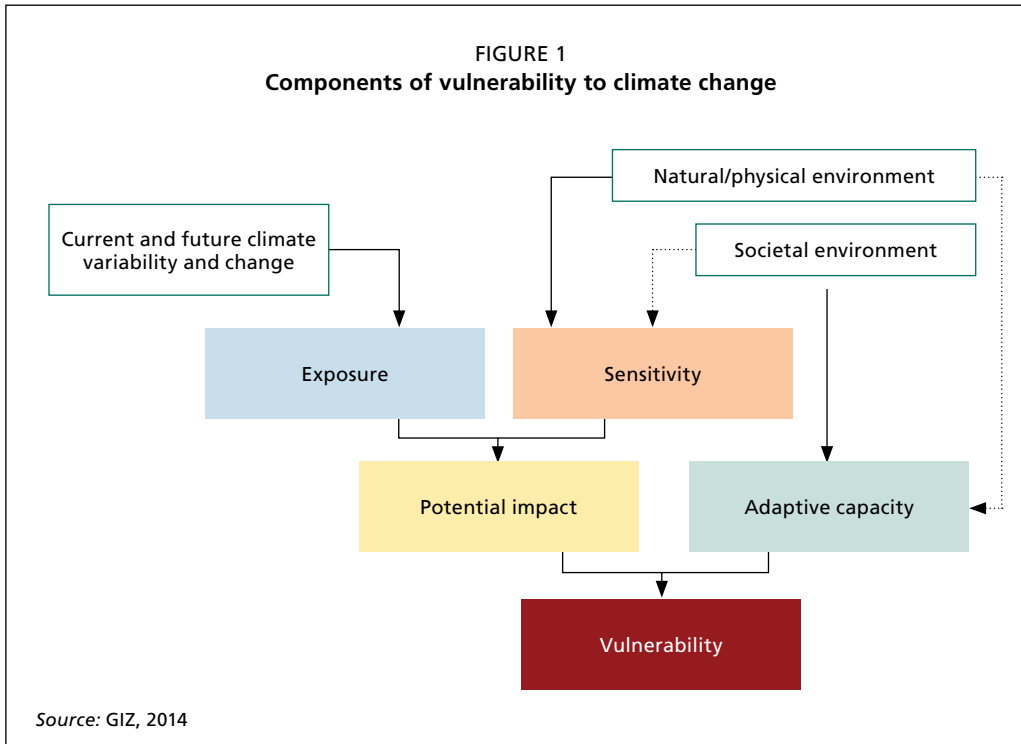 FIGURE 1
Components of vulnerability to climate change
Natural/physical environment
Current and future climate
variability and change
Societal environment
Exposure
Sensitivity
Potential impact
Adaptive capacity
Vulnerability
Source: GIZ, 2014